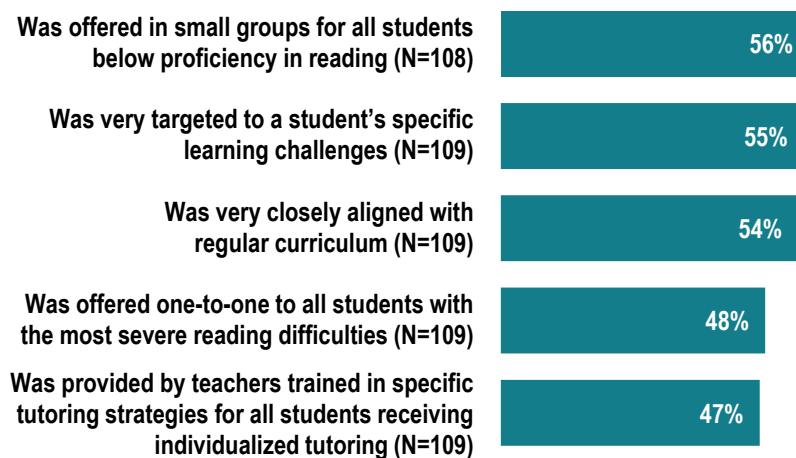 Was offered in small groups for all students
below proficiency in reading (N=108)
56%
Was very targeted to a student’s specific
learning challenges (N=109)
55%
Was very closely aligned with
regular curriculum (N=109)
54%
Was offered one-to-one to all students with
the most severe reading difficulties (N=109)
48%
Was provided by teachers trained in specific
tutoring strategies for all students receiving
individualized tutoring (N=109)
47%